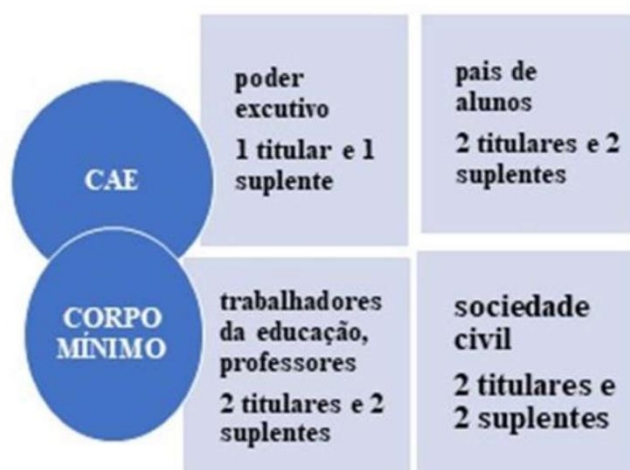 CAE
CORPO
MÍNIMO
poder
excutivo
1 titular e 1
suplente
pais de
alunos
2 titulares e 2
suplentes
trabalhadores
da educação,
professores
2 titulares e 2
suplentes
sociedade
civil
2 titulares e
2 suplentes